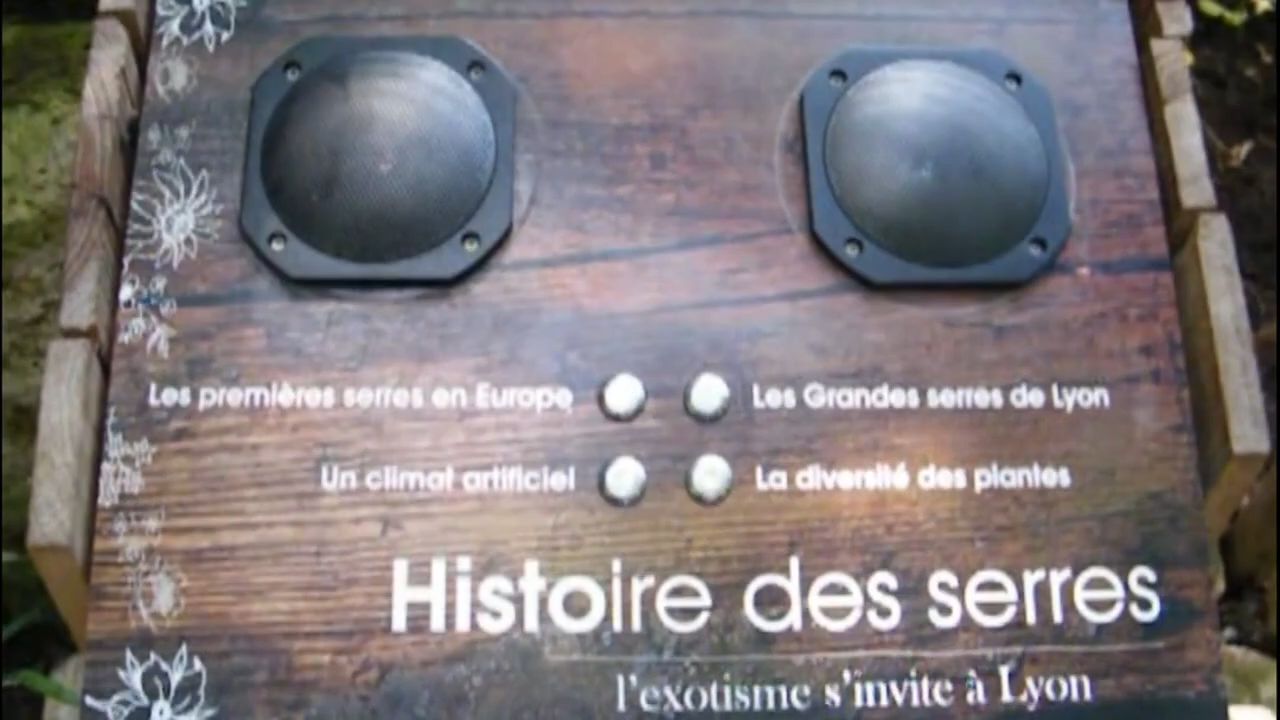 Les premières serres en Europe
Les Grandes serres de Lyon
Un climat artificiel
La diversité des plantes
Histoire des serres
l'exotisme s'invite à Lyon